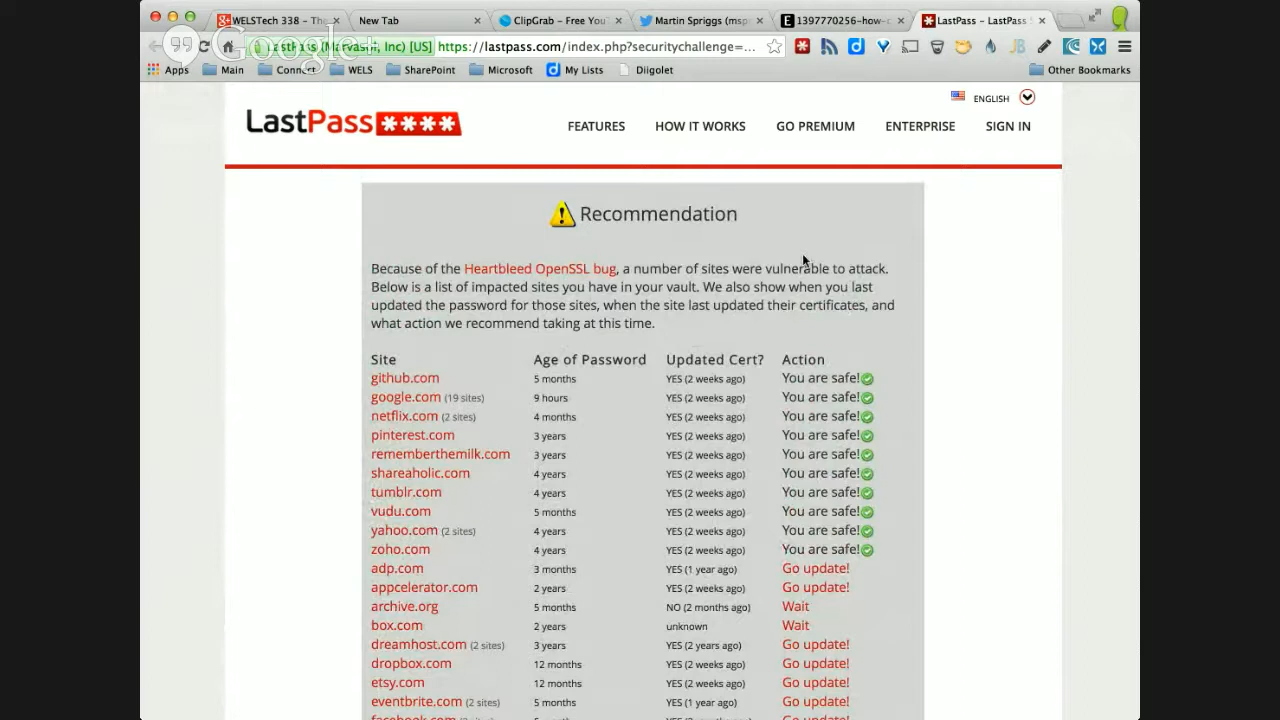 WELSTech 338 – The
New Tab
ClipGrab – Free You
Martin Spriggs (msp
1397770256-how-
LastPass – LastPass
Google+
LastPass (Marvasol, Inc) [US] https://lastpass.com/index.php?securitychallenge=...
Apps Main Connect WELS SharePoint Microsoft My Lists Diigolet Other Bookmarks
ENGLISH
LastPass ****
FEATURES HOW IT WORKS GO PREMIUM ENTERPRISE SIGN IN
Recommendation
Because of the Heartbleed OpenSSL bug, a number of sites were vulnerable to attack.
Below is a list of impacted sites you have in your vault. We also show when you last
updated the password for those sites, when the site last updated their certificates, and
what action we recommend taking at this time.
Site Age of Password Updated Cert? Action
github.com 5 months YES (2 weeks ago) You are safe!
google.com (19 sites) 9 hours YES (2 weeks ago) You are safe!
netflix.com (2 sites) 4 months YES (2 weeks ago) You are safe!
pinterest.com 3 years YES (2 weeks ago) You are safe!
rememberthemilk.com 3 years YES (2 weeks ago) You are safe!
shareaholic.com 4 years YES (2 weeks ago) You are safe!
tumblr.com 4 years YES (2 weeks ago) You are safe!
vudu.com 5 months YES (2 weeks ago) You are safe!
yahoo.com (2 sites) 4 years YES (2 weeks ago) You are safe!
zoho.com 4 years YES (2 weeks ago) You are safe!
adp.com 3 months YES (1 year ago) Go update!
appcelerator.com 2 years YES (2 weeks ago) Go update!
archive.org 5 months NO (2 months ago) Wait
box.com 2 years unknown Wait
dreamhost.com (2 sites) 3 years YES (2 years ago) Go update!
dropbox.com 12 months YES (2 weeks ago) Go update!
etsy.com 12 months YES (2 weeks ago) Go update!
eventbrite.com (2 sites) 5 months YES (1 year ago) Go update!
facebook.com